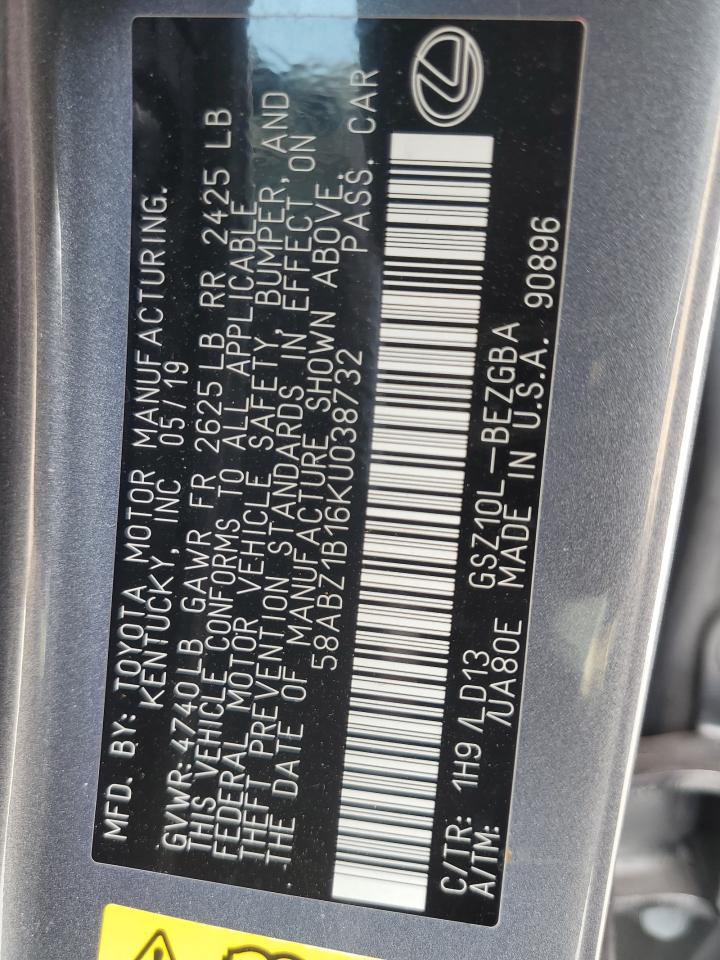 MFD. BY: TOYOTA MOTOR MANUFACTURING.
KENTUCKY, INC 05/19
GVWR:4740LB GAWR FR 2625 LB RR 2425 LB
THIS VEHICLE CONFORMS TO ALL APPLICABLE
FEDERAL MOTOR VEHICLE SAFETY, BUMPER, AND
THEFT PREVENTION STANDARDS IN EFFECT ON
THE DATE OF MANUFACTURE SHOWN ABOVE.
58ABZ1B16KU038732 PASS. CAR
C/TR: 1H9 /LD13 GSZ10L-BEZGBA
A/TM: /UA80E MADE IN U.S.A. 90896